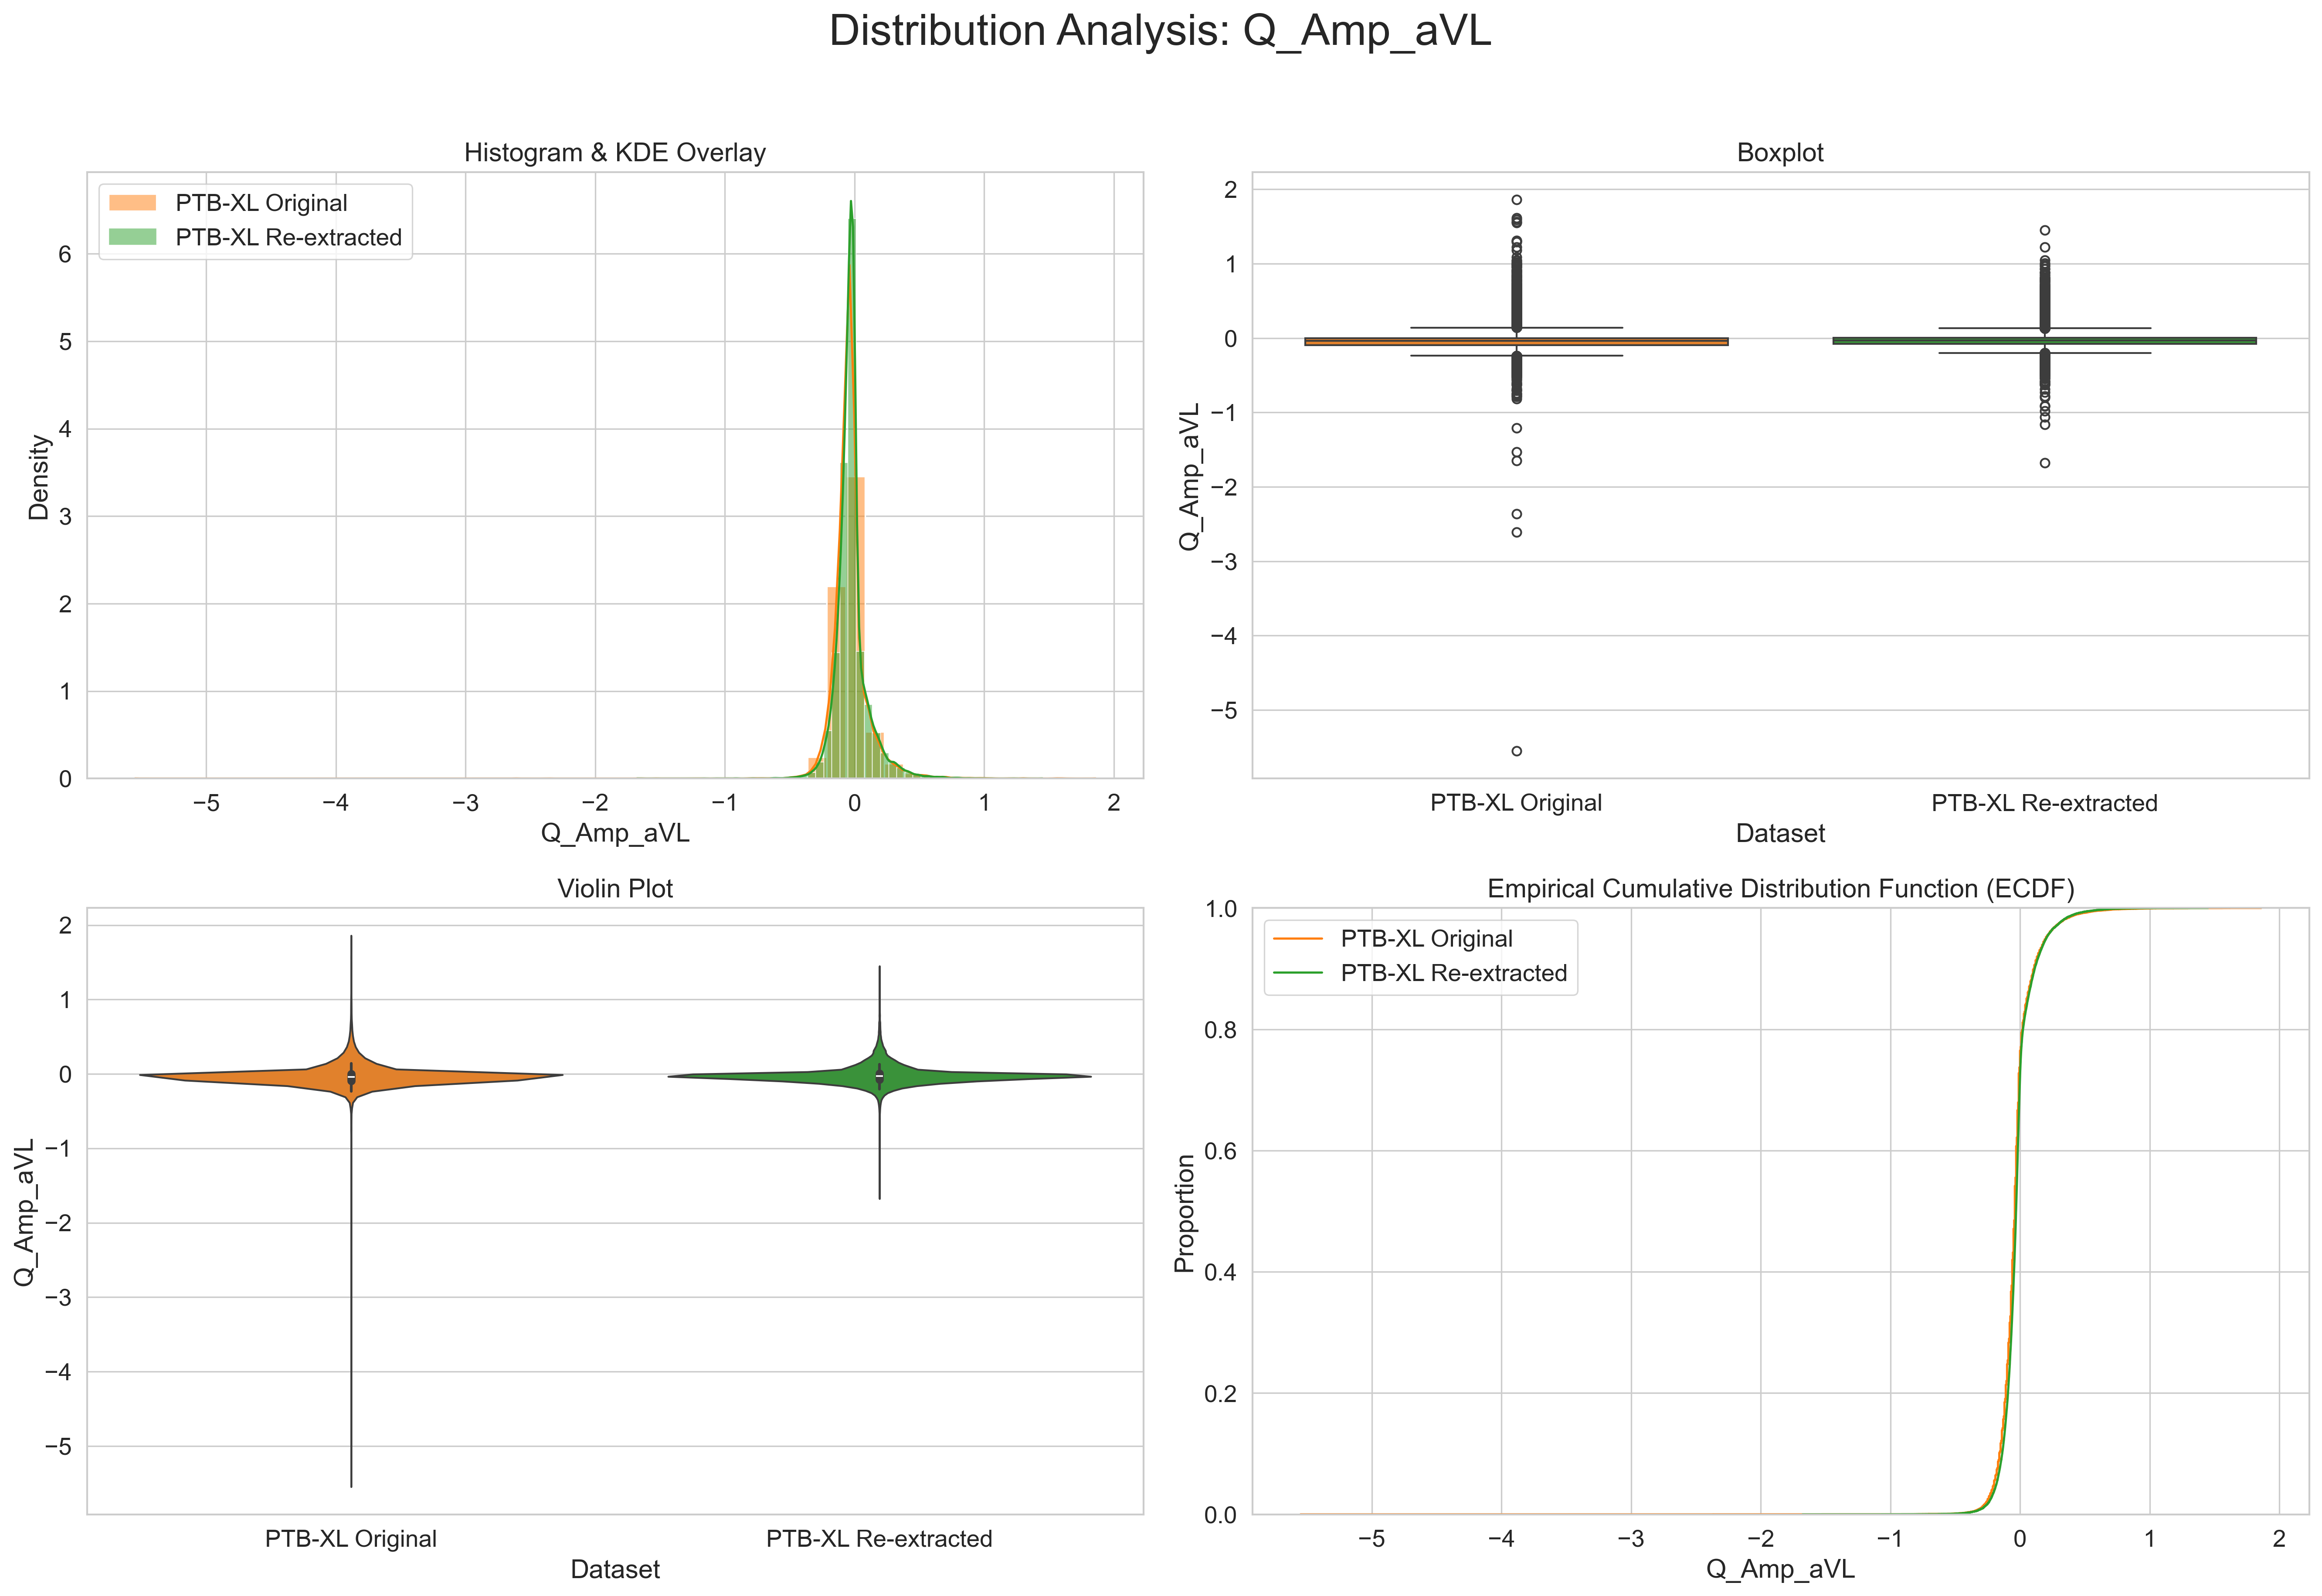 Distribution Analysis: Q_Amp_aVL
Histogram & KDE Overlay
PTB-XL Original
PTB-XL Re-extracted
Density
6
5
4
3
2
1
0
−5
−4
−3
−2
−1
0
1
2
Q_Amp_aVL
Boxplot
Q_Amp_aVL
2
1
0
−1
−2
−3
−4
−5
PTB-XL Original
PTB-XL Re-extracted
Dataset
Violin Plot
Q_Amp_aVL
2
1
0
−1
−2
−3
−4
−5
PTB-XL Original
PTB-XL Re-extracted
Dataset
Empirical Cumulative Distribution Function (ECDF)
PTB-XL Original
PTB-XL Re-extracted
Proportion
1.0
0.8
0.6
0.4
0.2
0.0
−5
−4
−3
−2
−1
0
1
2
Q_Amp_aVL